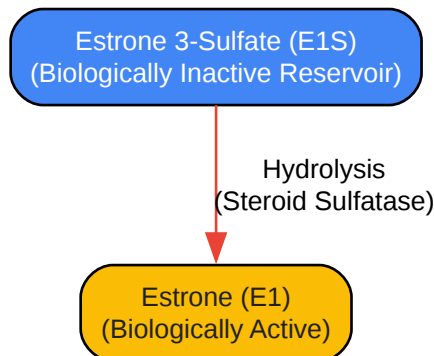 Estrone 3-Sulfate (E1S)
(Biologically Inactive Reservoir)
Hydrolysis
(Steroid Sulfatase)
Estrone (E1)
(Biologically Active)